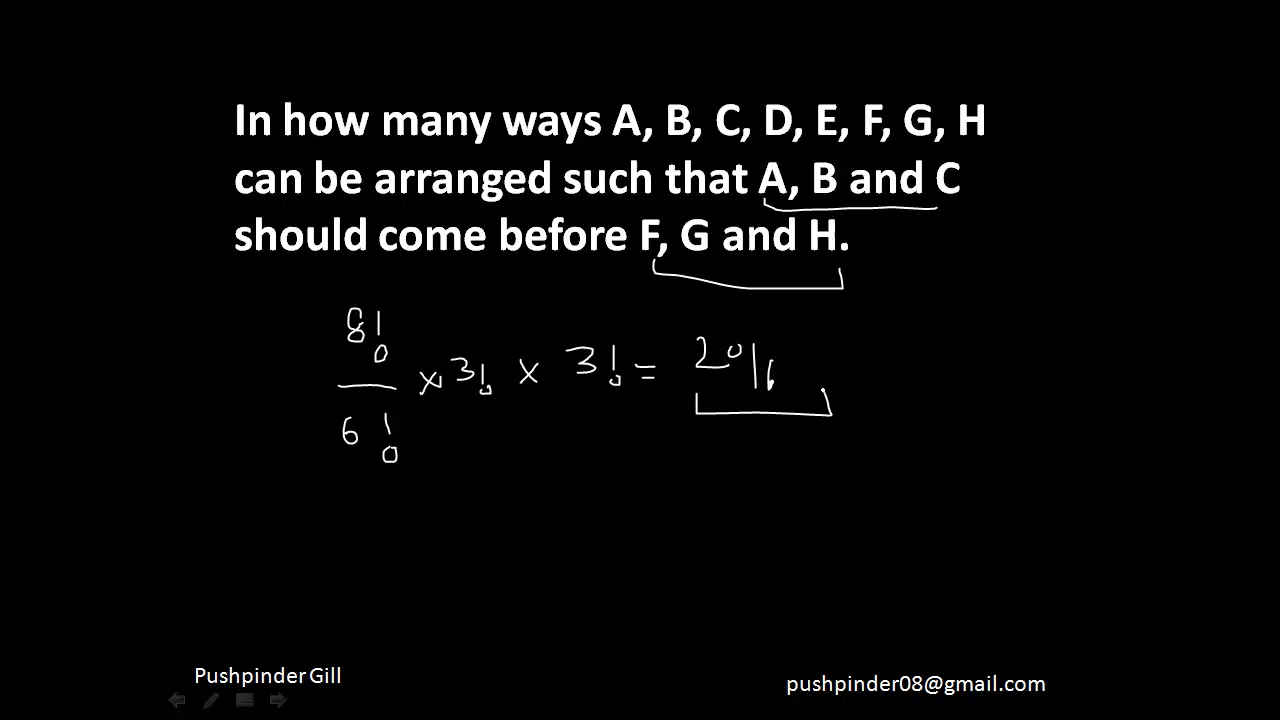 In how many ways A, B, C, D, E, F, G, H
can be arranged such that A, B and C
should come before F, G and H.
8!
6! × 3! × 3! = 2016
Pushpinder Gill
pushpinder08@gmail.com